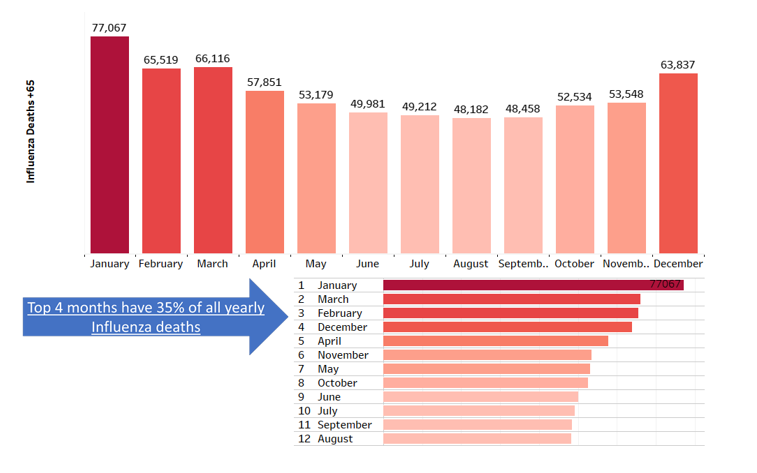 Influenza Deaths +65
77,067
65,519
66,116
57,851
53,179
49,981
49,212
48,182
48,458
52,534
53,548
63,837
January
February
March
April
May
June
July
August
Septemb..
October
Novemb..
December
Top 4 months have 35% of all yearly
Influenza deaths
1 January 77067
2 March
3 February
4 December
5 April
6 November
7 May
8 October
9 June
10 July
11 September
12 August